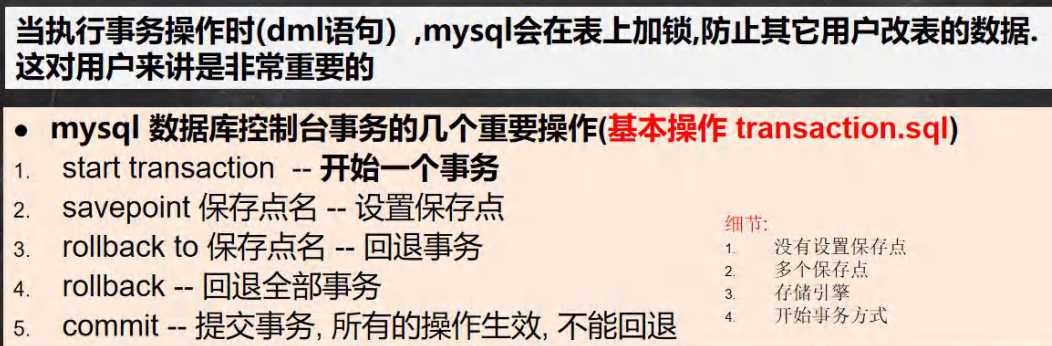 当执行事务操作时(dml语句）,mysql会在表上加锁,防止其它用户改表的数据.
这对用户来讲是非常重要的
● mysql 数据库控制台事务的几个重要操作(基本操作 transaction.sql)
1. start transaction -- 开始一个事务
2. savepoint 保存点名 -- 设置保存点
3. rollback to 保存点名 -- 回退事务
4. rollback -- 回退全部事务
5. commit -- 提交事务, 所有的操作生效, 不能回退
细节:
1. 没有设置保存点
2. 多个保存点
3. 存储引擎
4. 开始事务方式